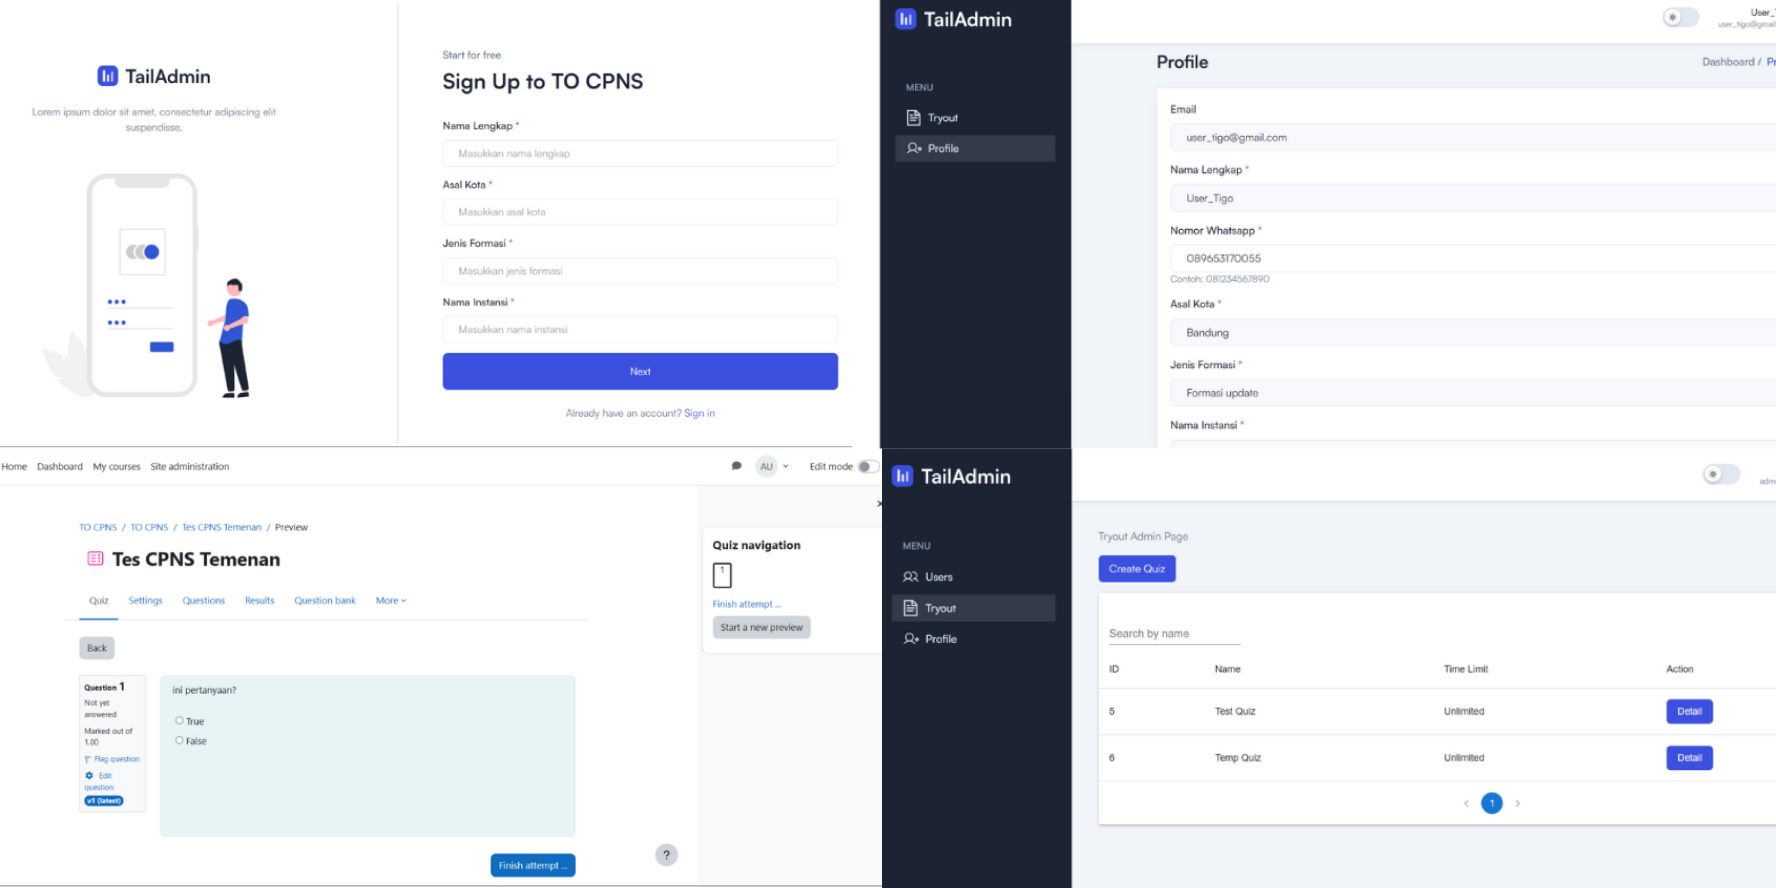 TailAdmin
Lorem ipsum dolor sit amet, consectetur adipiscing elit
suspendisse.
Start for free
Sign Up to TO CPNS
Nama Lengkap *
Masukkan nama lengkap
Asal Kota *
Masukkan asal kota
Jenis Formasi *
Masukkan jenis formasi
Nama Instansi *
Masukkan nama instansi
Next
Already have an account? Sign in
TailAdmin
MENU
Tryout
Profile
User_
user_tigo@gmail
Profile
Dashboard / Pr
Email
user_tigo@gmail.com
Nama Lengkap *
User_Tigo
Nomor Whatsapp *
089653170055
Contoh: 081234567890
Asal Kota *
Bandung
Jenis Formasi *
Formasi update
Nama Instansi *
Home Dashboard My courses Site administration
AU
Edit mode
TO CPNS / TO CPNS / Tes CPNS Temenan / Preview
Tes CPNS Temenan
Quiz Settings Questions Results Question bank More
Back
Question 1
Not yet
answered
Marked out of
1.00
Flag question
Edit
question
v1 (latest)
ini pertanyaan?
True
False
Finish attempt ...
?
Quiz navigation
1
Finish attempt ...
Start a new preview
TailAdmin
MENU
Users
Tryout
Profile
adm
Tryout Admin Page
Create Quiz
Search by name
ID Name Time Limit Action
5 Test Quiz Unlimited Detail
6 Temp Quiz Unlimited Detail
< 1 >